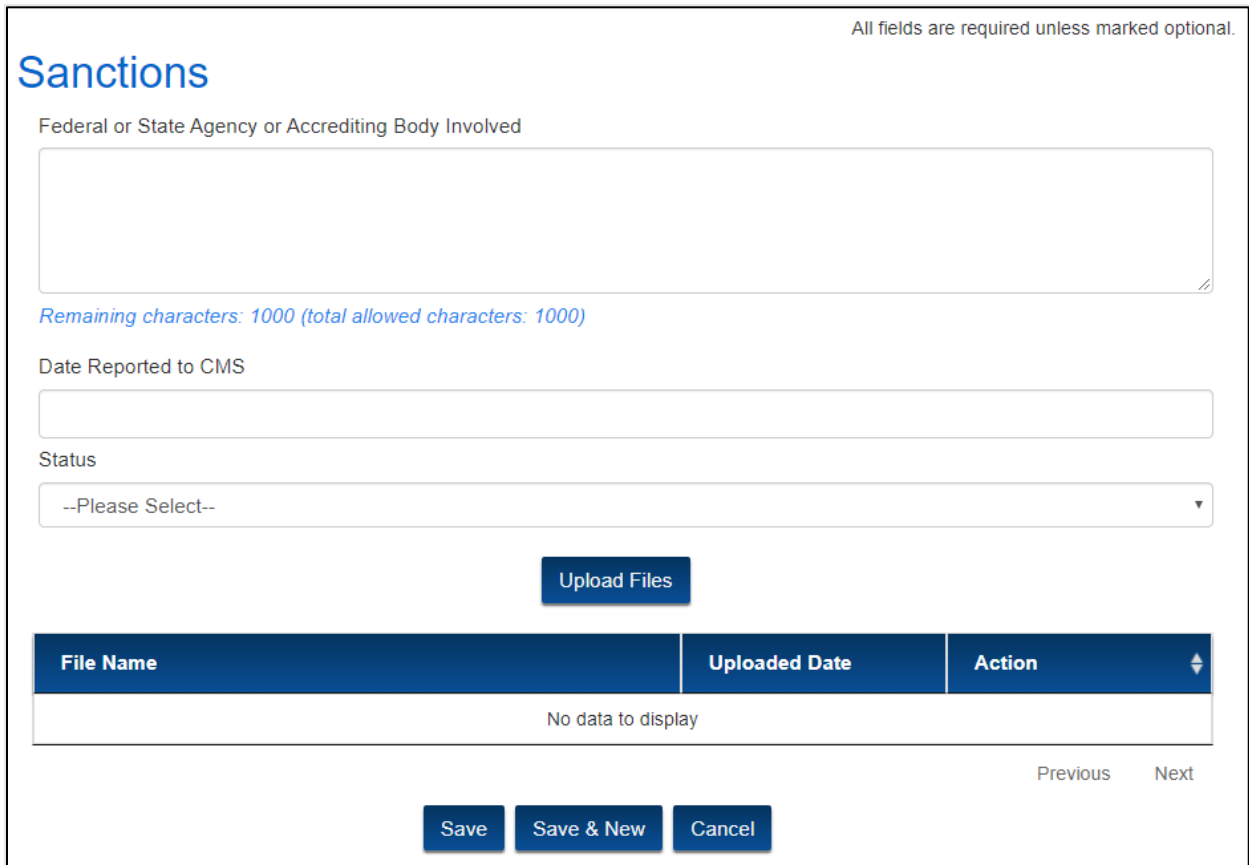 All fields are required unless marked optional.
Sanctions
Federal or State Agency or Accrediting Body Involved
Remaining characters: 1000 (total allowed characters: 1000)
Date Reported to CMS
Status
--Please Select--
Upload Files
File Name Uploaded Date Action
No data to display
Previous Next
Save Save & New Cancel